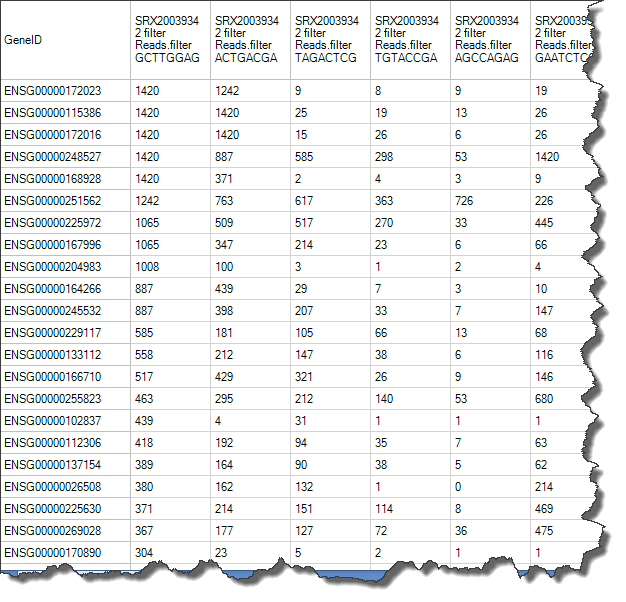 GeneID SRX2003934 2 filter Reads.filter GCTTGGAG SRX2003934 2 filter Reads.filter ACTGACGA SRX2003934 2 filter Reads.filter TAGACTCG SRX2003934 2 filter Reads.filter TGTACCGA SRX2003934 2 filter Reads.filter AGCCAGAG 2 filter
ENSG00000172023 1420 1242 9 8 9 19
ENSG00000115386 1420 1420 25 19 13 26
ENSG00000172016 1420 1420 15 26 6 26
ENSG00000248527 1420 887 585 298 53 1420
ENSG00000168928 1420 371 2 4 3 9
ENSG00000251562 1242 763 617 363 726 226
ENSG00000225972 1065 509 517 270 33 445
ENSG00000167996 1065 347 214 23 6 66
ENSG00000204983 1008 100 3 1 2 4
ENSG00000164266 887 439 29 7 3 10
ENSG00000245532 887 398 207 33 7 147
ENSG00000229117 585 181 105 66 13 68
ENSG00000133112 558 212 147 38 6 116
ENSG00000166710 517 429 321 26 9 146
ENSG00000255823 463 295 212 140 53 680
ENSG00000102837 439 4 31 1 1 1
ENSG00000112306 418 192 94 35 7 63
ENSG00000137154 389 164 90 38 5 62
ENSG00000026508 380 162 132 1 0 214
ENSG00000225630 371 214 151 114 8 469
ENSG00000269028 367 177 127 72 36 475
ENSG00000170890 304 23 5 2 1 1